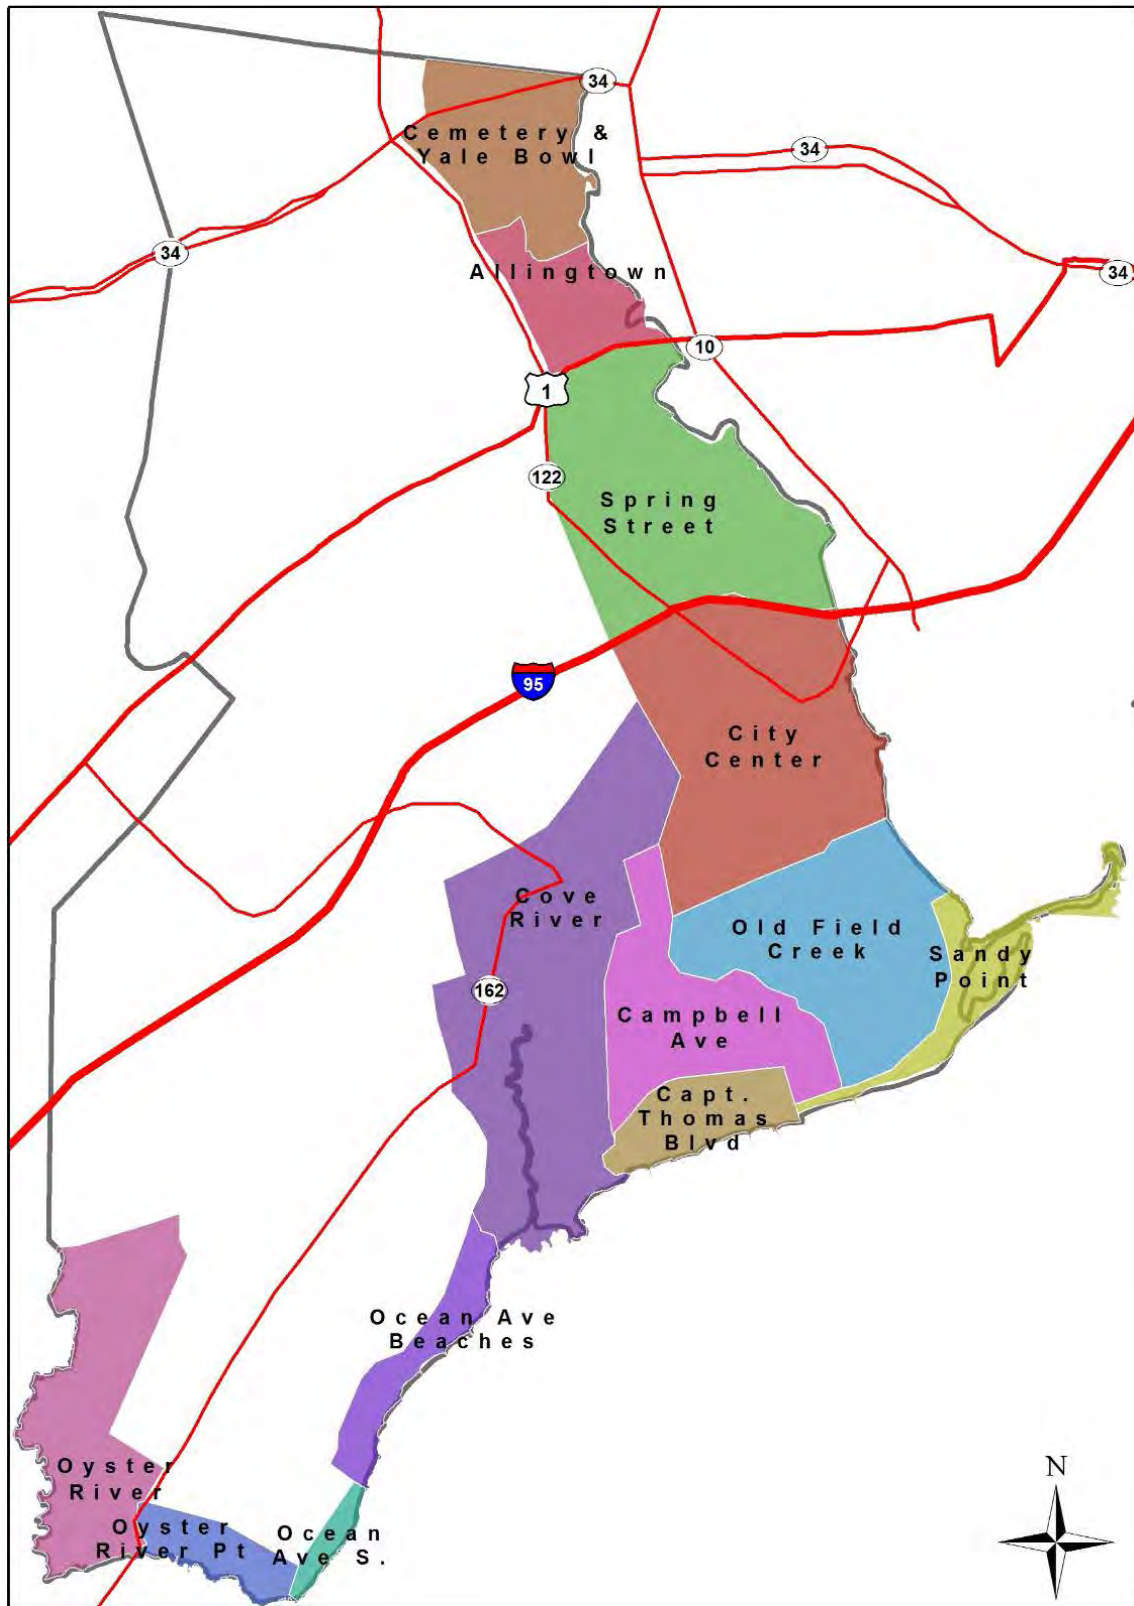 34
Cemetery &
Yale Bowl
34
34
34
Allingtown
10
1
122
Spring
Street
95
City
Center
Cove
River
Old Field
Creek
Sandy
Point
162
Campbell
Ave
Capt.
Thomas
Blvd
Ocean Ave
Beaches
Oyster
River
N
Oyster
River Pt
Ocean
Ave S.